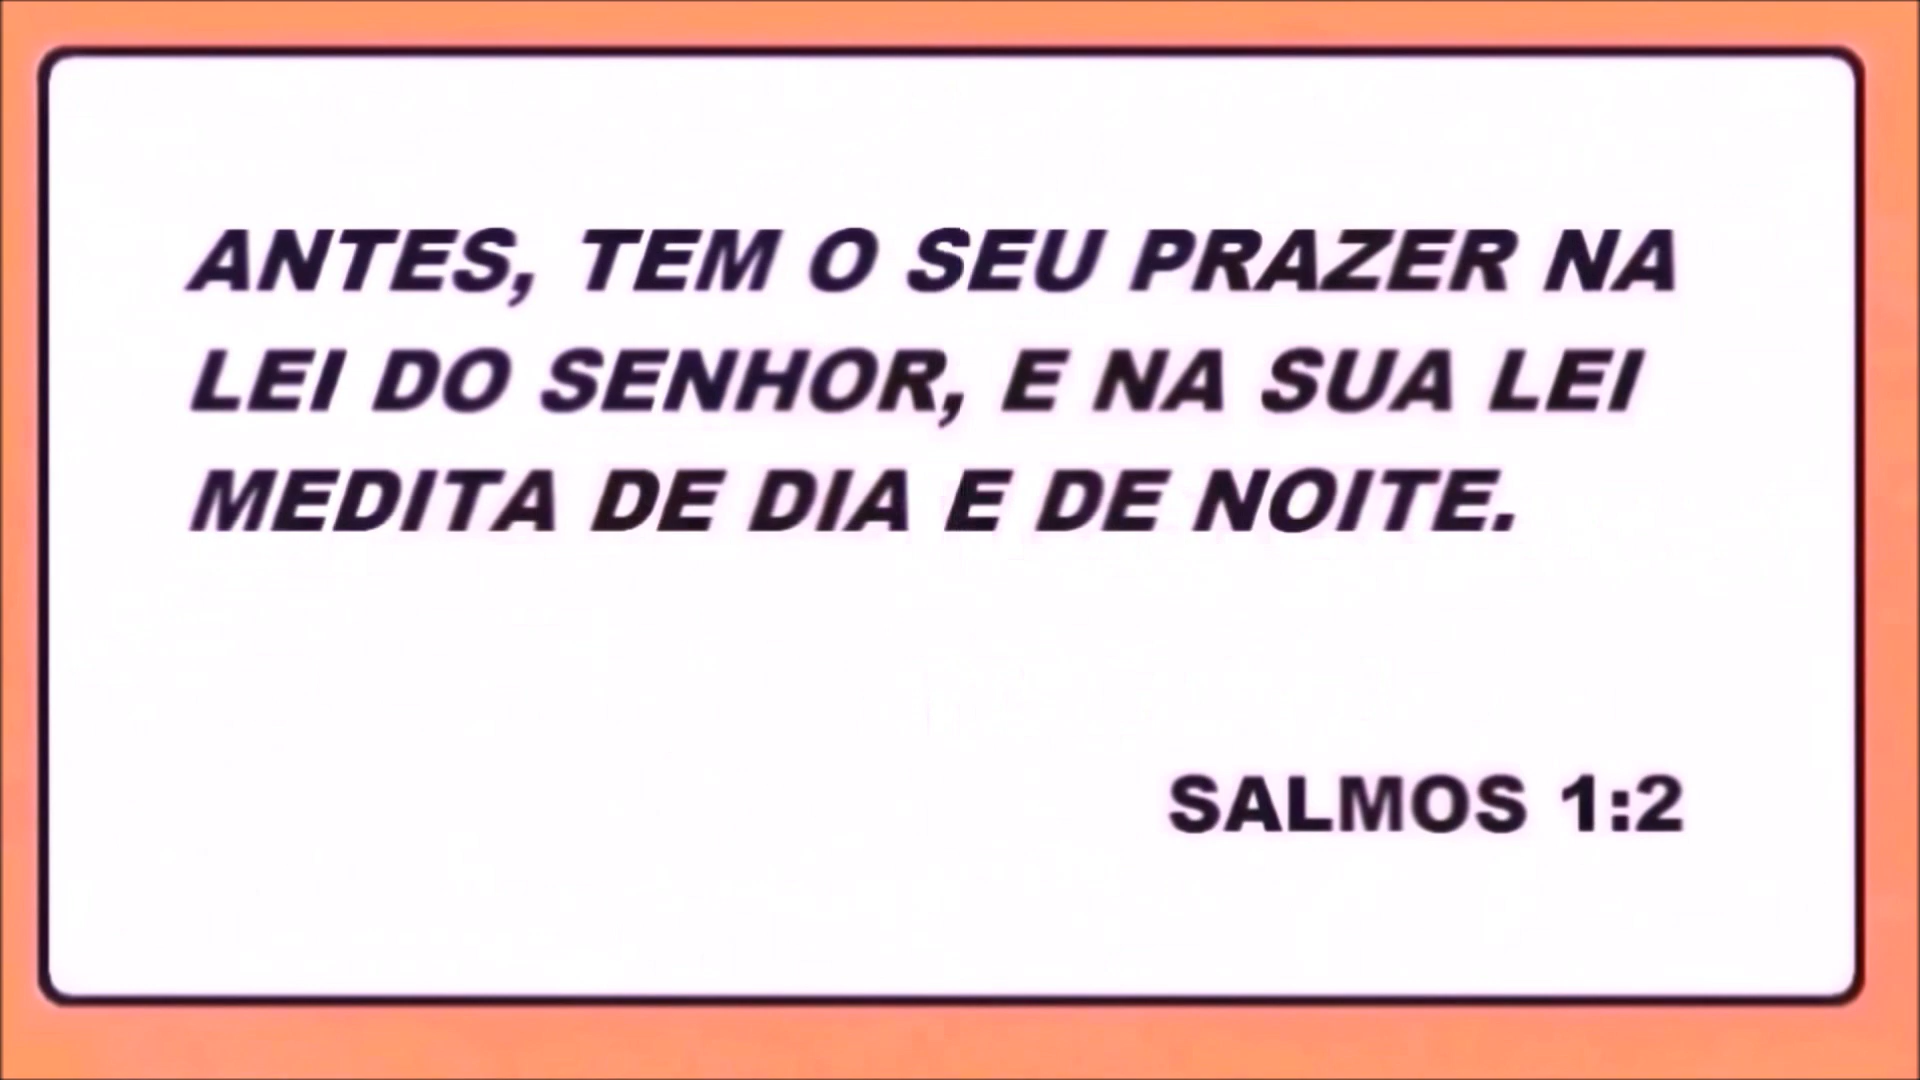 ANTES, TEM O SEU PRAZER NA
LEI DO SENHOR, E NA SUA LEI
MEDITA DE DIA E DE NOITE.
SALMOS 1:2